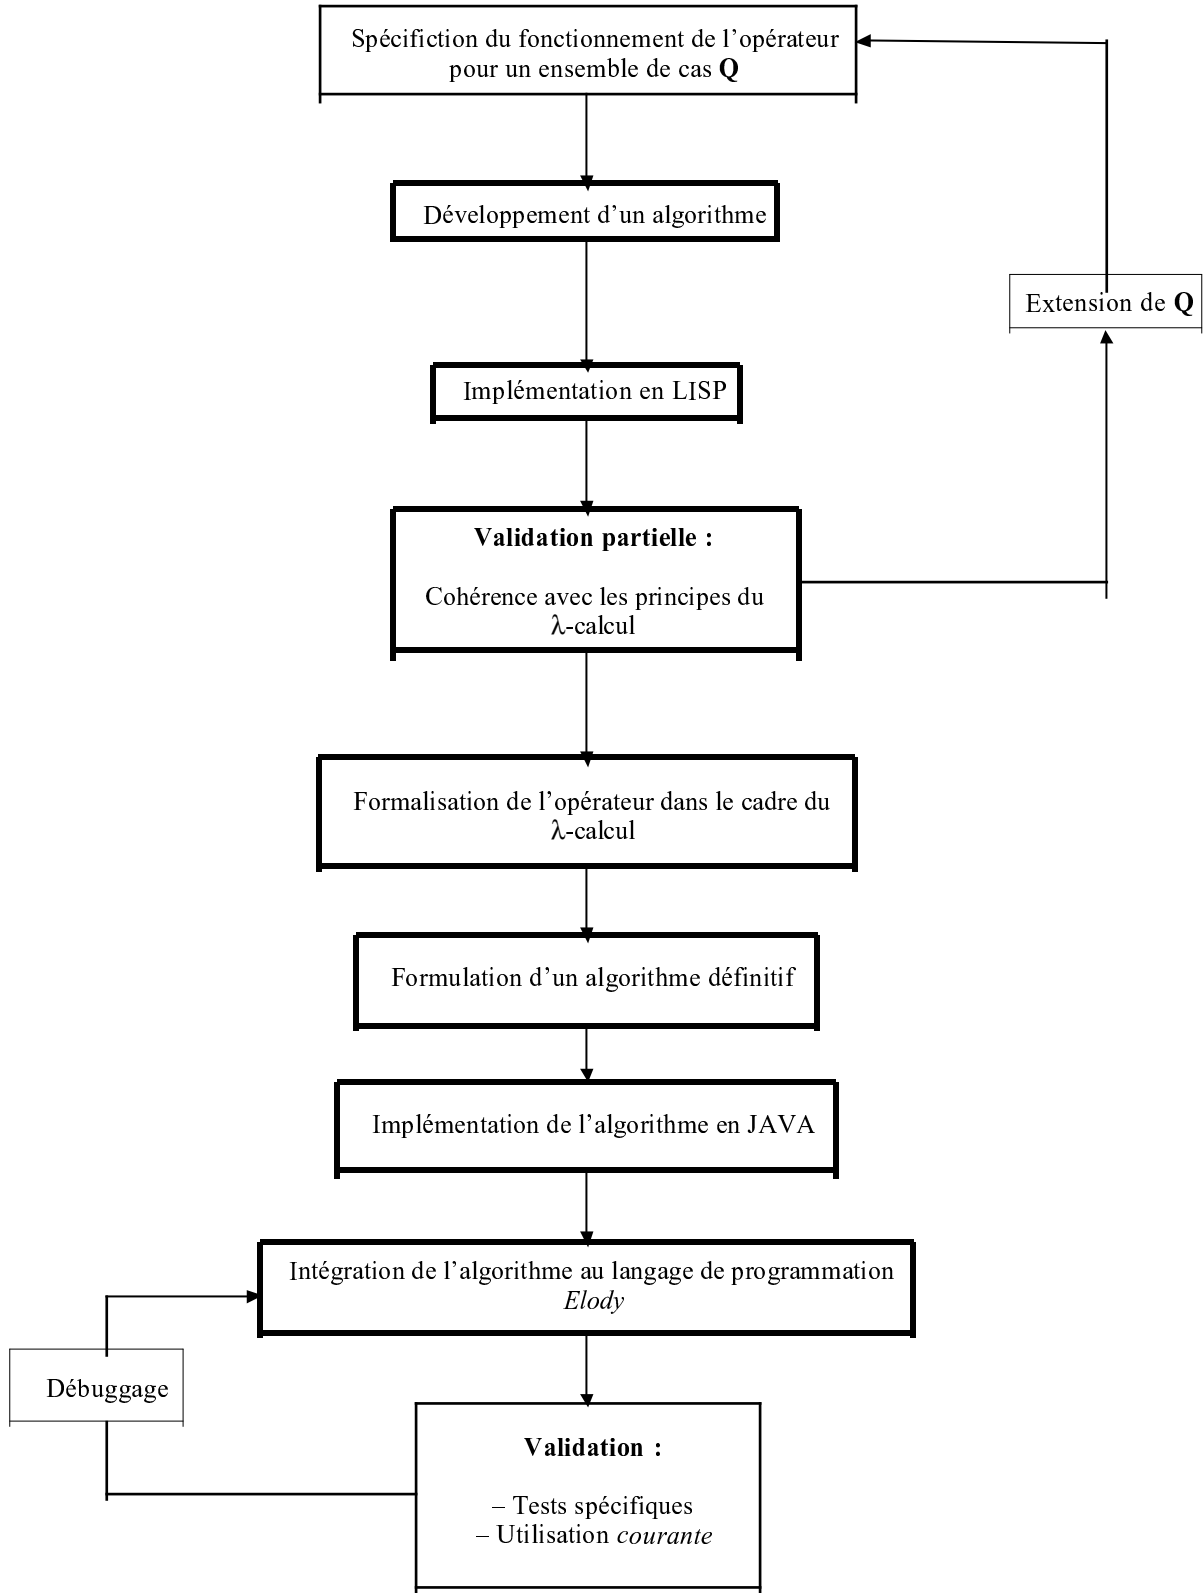 Spécifiction du fonctionnement de l’opérateur
pour un ensemble de cas Q
Développement d’un algorithme
Extension de Q
Implémentation en LISP
Validation partielle :
Cohérence avec les principes du
λ-calcul
Formalisation de l’opérateur dans le cadre du
λ-calcul
Formulation d’un algorithme définitif
Implémentation de l’algorithme en JAVA
Intégration de l’algorithme au langage de programmation
Elody
Débuggage
Validation :
– Tests spécifiques
– Utilisation courante